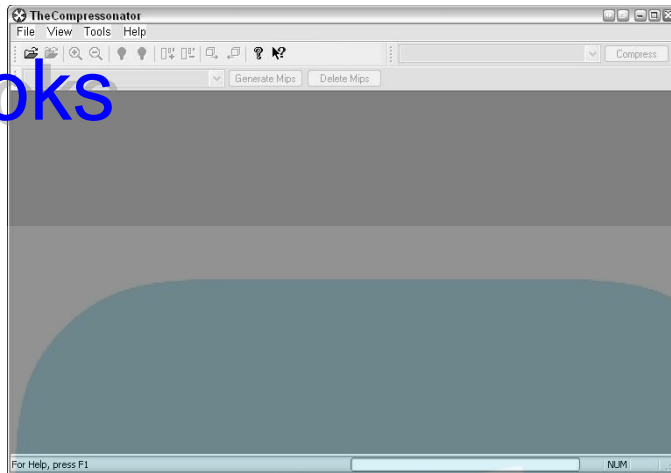 TheCompressonator
File View Tools Help
Compress
Generate Mips Delete Mips
oks
For Help, press F1 NUM